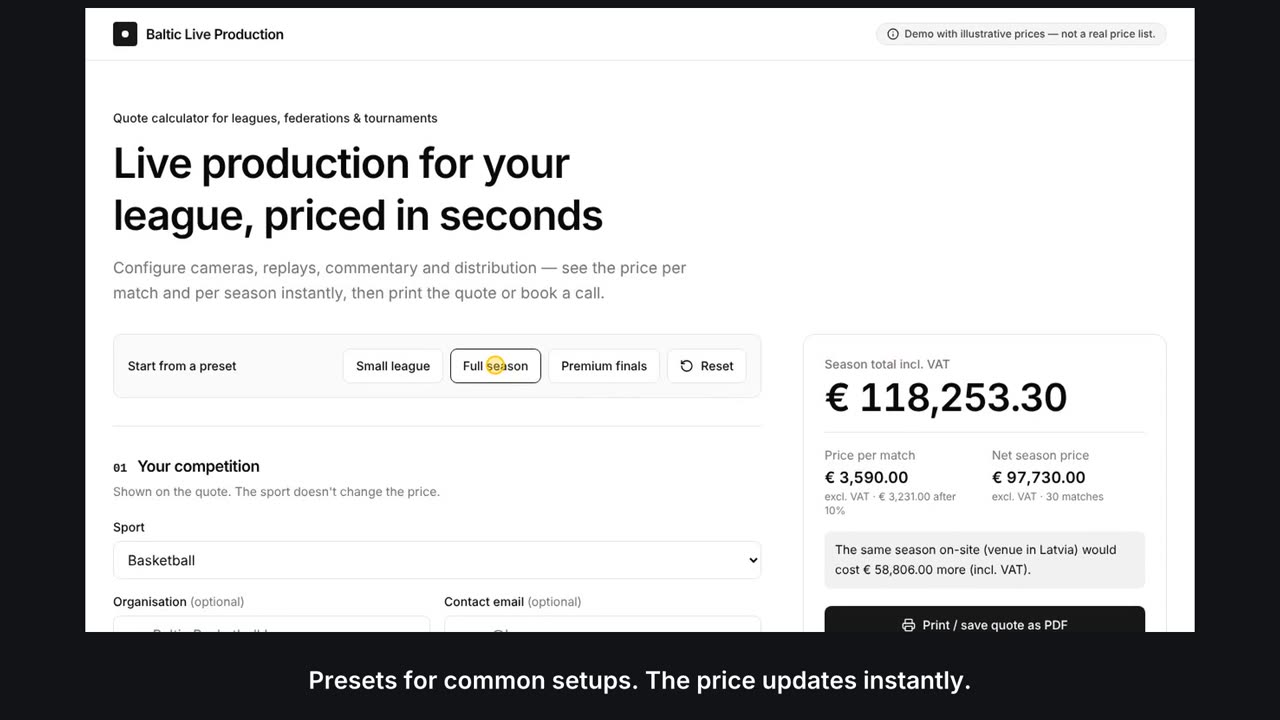 Baltic Live Production
Demo with illustrative prices — not a real price list.
Quote calculator for leagues, federations & tournaments
Live production for your
league, priced in seconds
Configure cameras, replays, commentary and distribution — see the price per
match and per season instantly, then print the quote or book a call.
Start from a preset
Small league
Full season
Premium finals
Reset
01 Your competition
Shown on the quote. The sport doesn't change the price.
Sport
Basketball
Organisation (optional)
Contact email (optional)
Season total incl. VAT
€ 118,253.30
Price per match
€ 3,590.00
excl. VAT · € 3,231.00 after
10%
Net season price
€ 97,730.00
excl. VAT · 30 matches
The same season on-site (venue in Latvia) would
cost € 58,806.00 more (incl. VAT).
Print / save quote as PDF
Presets for common setups. The price updates instantly.